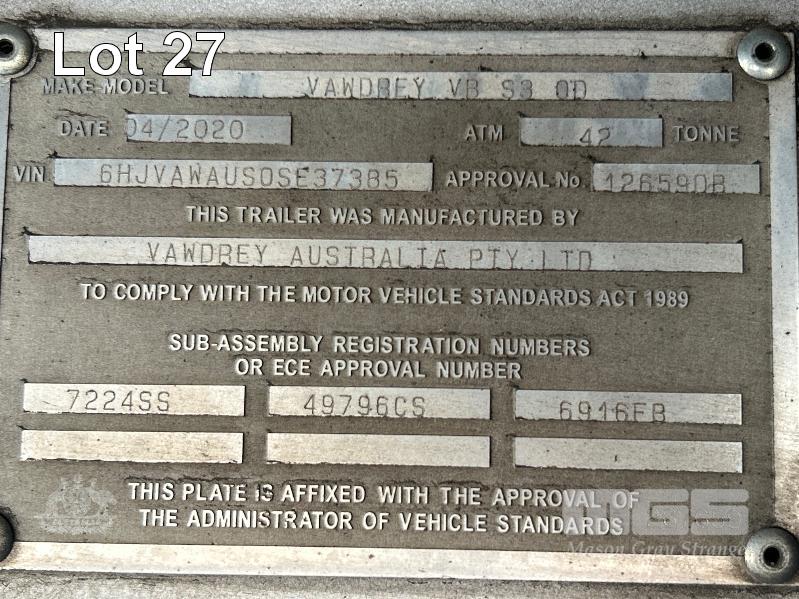 Lot 27
MAKE-MODEL VAWDREY VB S3 OD
DATE 04/2020 ATM 42 TONNE
VIN 6HJVAWAUS0SE37385 APPROVAL No. 126590B
THIS TRAILER WAS MANUFACTURED BY
VAWDREY AUSTRALIA PTY LTD
TO COMPLY WITH THE MOTOR VEHICLE STANDARDS ACT 1989
SUB-ASSEMBLY REGISTRATION NUMBERS
OR ECE APPROVAL NUMBER
7224SS 49796CS 6916FB
THIS PLATE IS AFFIXED WITH THE APPROVAL OF
THE ADMINISTRATOR OF VEHICLE STANDARDS
MGS
Mason Gray Strange